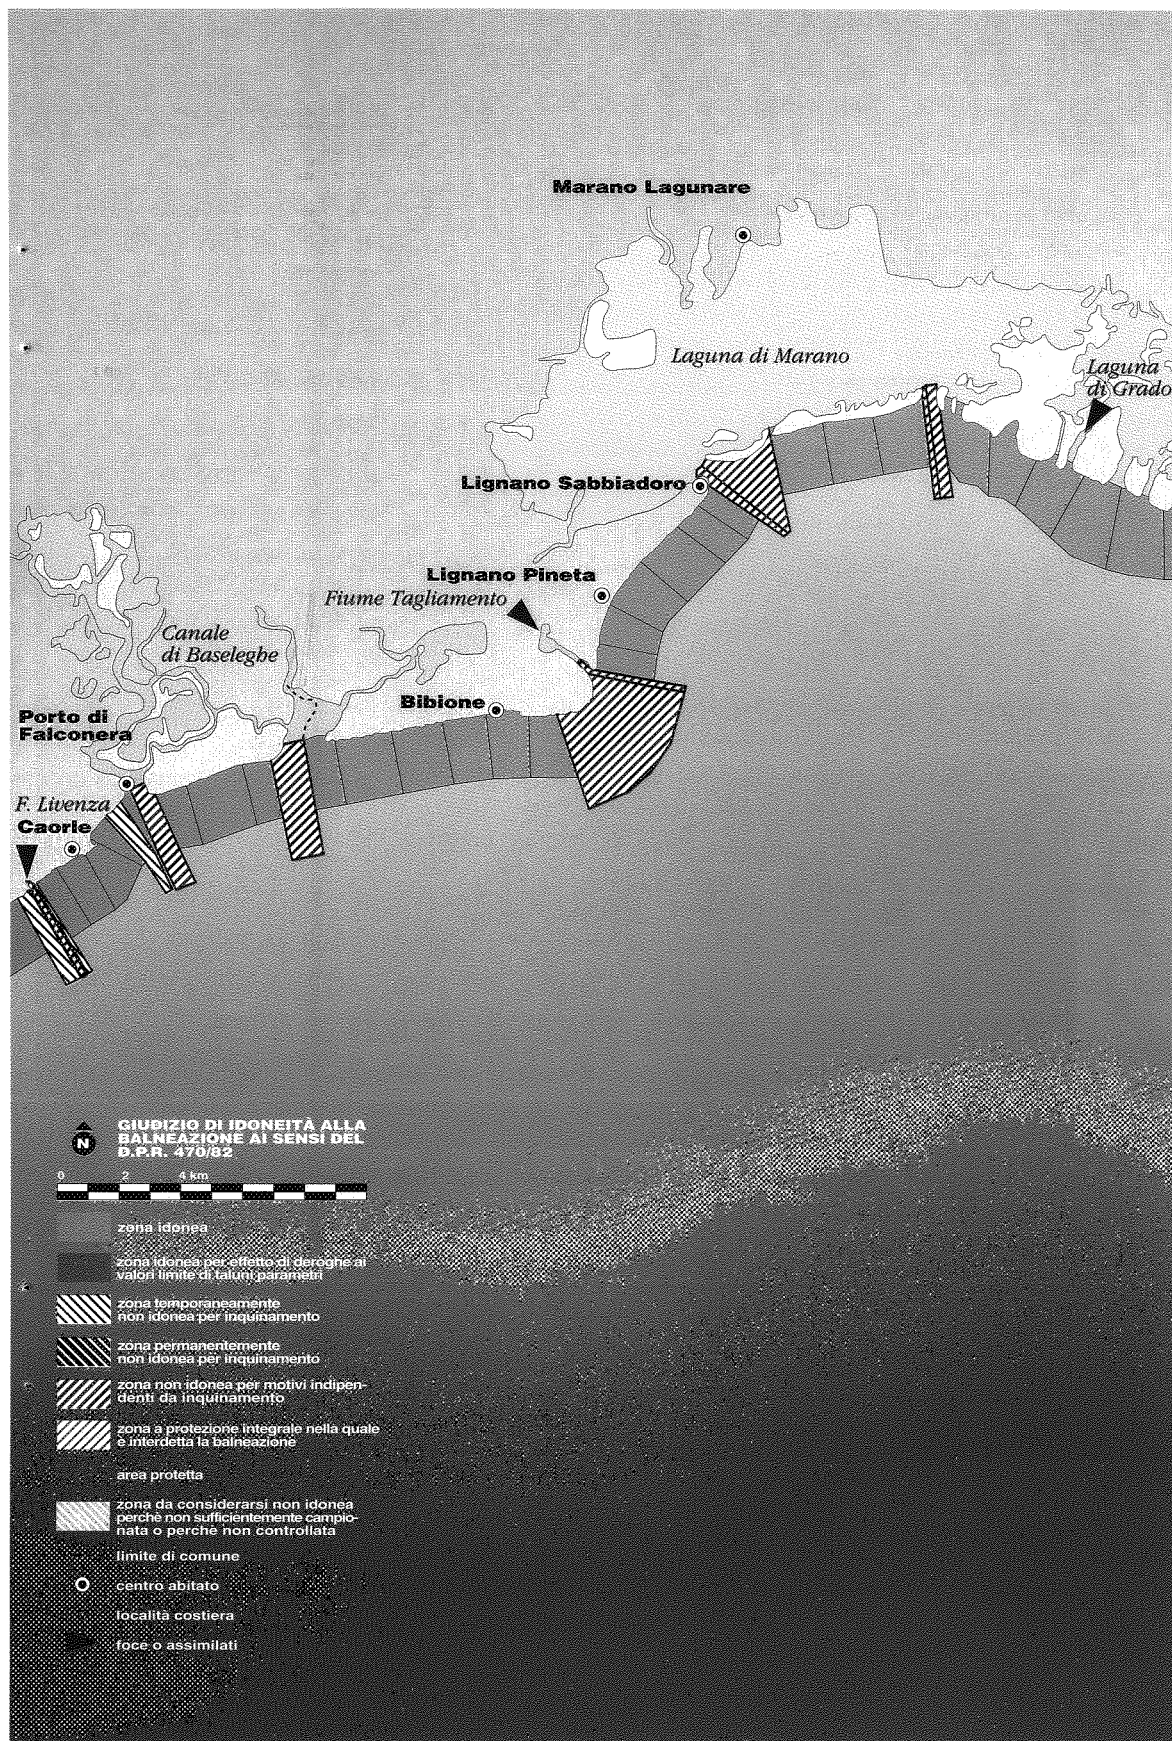 Marano Lagunare
Laguna di Marano
Laguna
di Grado
Lignano Sabbiadoro
Lignano Pineta
Fiume Tagliamento
Canale
di Baseleghe
Bibione
Porto di
Falconera
F. Livenza
Caorle
N
GIUDIZIO DI IDONEITÀ ALLA
BALNEAZIONE AI SENSI DEL
D.P.R. 470/82
0 2 4 km
zona idonea
zona idonea per effetto di deroghe ai
valori limite di taluni parametri
zona temporaneamente
non idonea per inquinamento
zona permanentemente
non idonea per inquinamento
zona non idonea per motivi indipen-
denti da inquinamento
zona a protezione integrale nella quale
è interdetta la balneazione
area protetta
zona da considerarsi non idonea
perchè non sufficientemente campio-
nata o perchè non controllata
limite di comune
centro abitato
località costiera
foce o assimilati